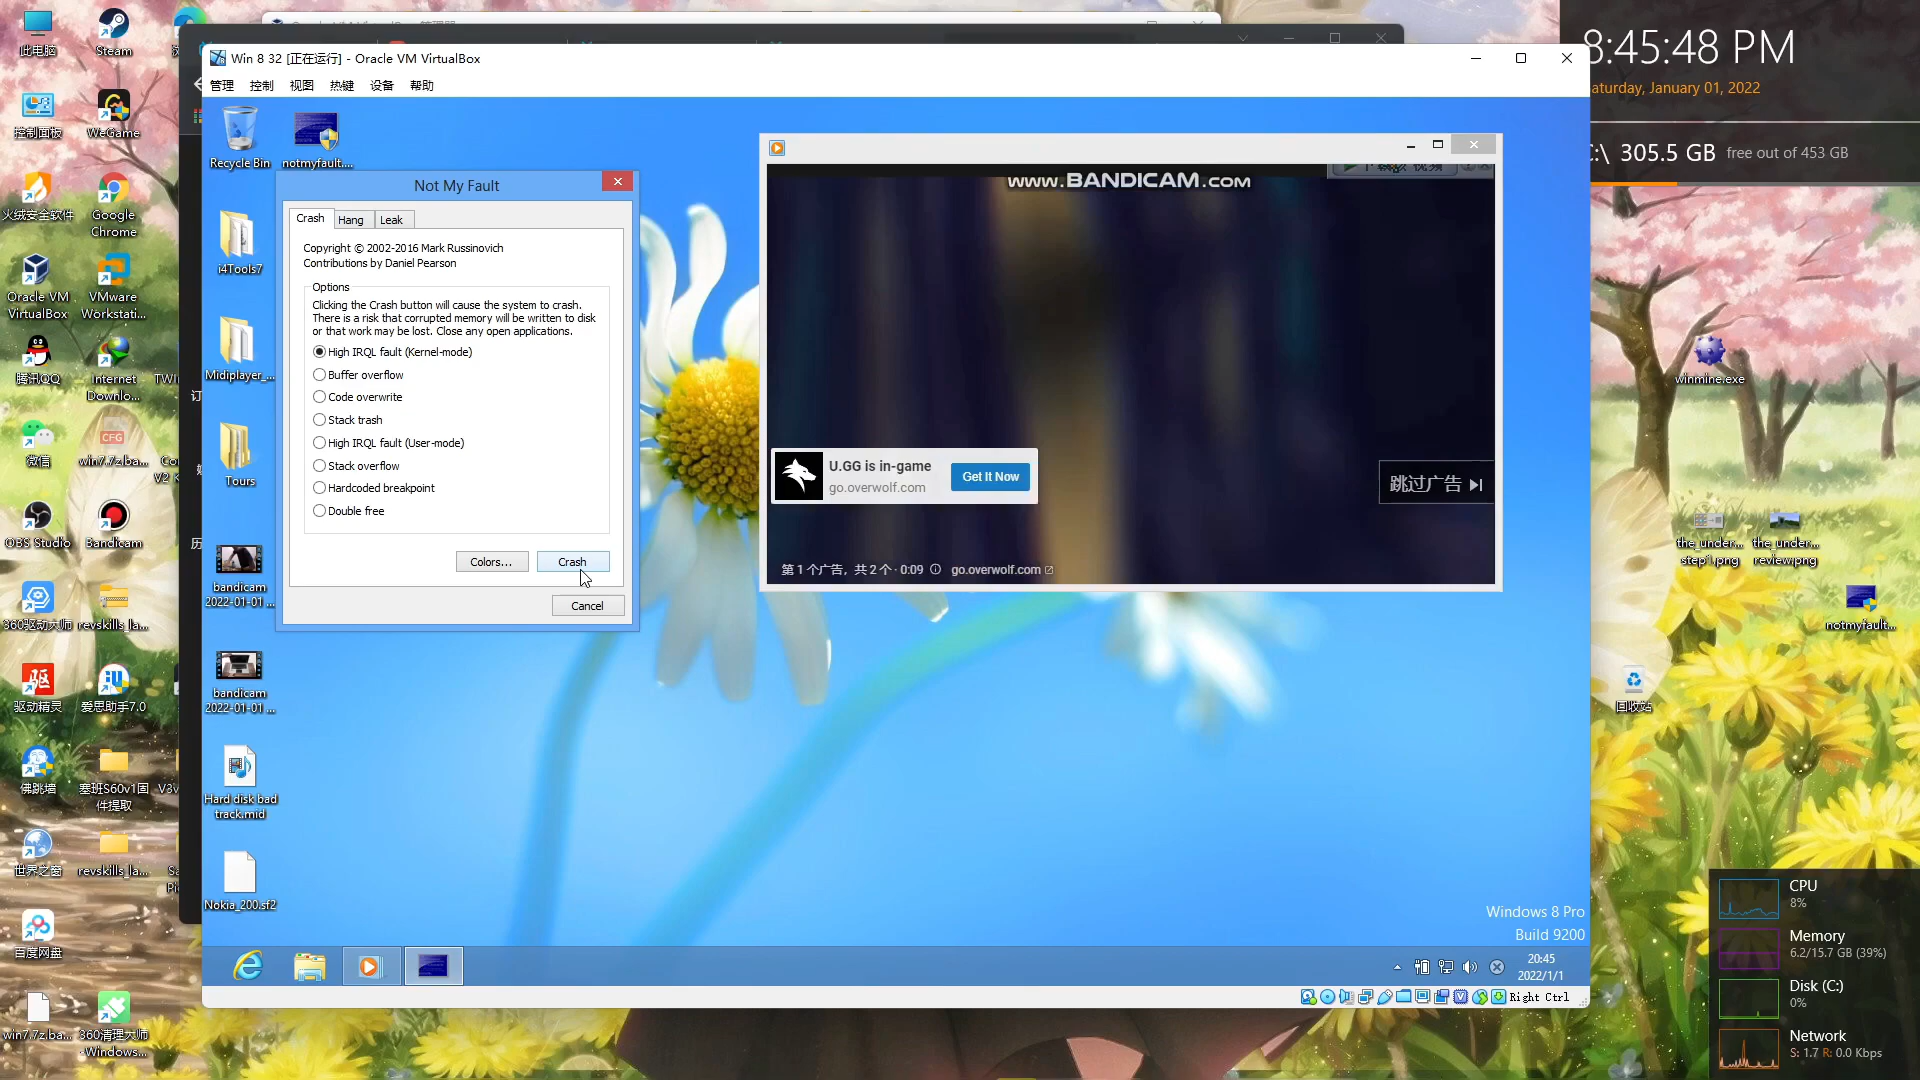 此电脑
Steam
控制面板
WeGame
火绒安全软件
Google
Chrome
Oracle VM
VirtualBox
VMware
Workstati...
腾讯QQ
Internet
Downlo...
微信
CFG
win7.7z.ba...
OBS Studio
Bandicam
360驱动大师
revskills_la...
驱动精灵
爱思助手7.0
佛跳墙
塞班S60v1固
件提取
世界之窗
revskills_la...
百度网盘
win7.7z.ba...
360清理大师
-Windows...
Win 8 32 [正在运行] - Oracle VM VirtualBox
管理
控制
视图
热键
设备
帮助
Recycle Bin
notmyfault....
i4Tools7
Midiplayer_...
Tours
bandicam
2022-01-01 ...
bandicam
2022-01-01 ...
Hard disk bad
track.mid
Nokia_200.sf2
Not My Fault
Crash
Hang
Leak
Copyright © 2002-2016 Mark Russinovich
Contributions by Daniel Pearson
Options
Clicking the Crash button will cause the system to crash.
There is a risk that corrupted memory will be written to disk
or that work may be lost. Close any open applications.
High IRQL fault (Kernel-mode)
Buffer overflow
Code overwrite
Stack trash
High IRQL fault (User-mode)
Stack overflow
Hardcoded breakpoint
Double free
Colors...
Crash
Cancel
www.BANDICAM.com
U.GG is in-game
go.overwolf.com
Get It Now
跳过广告
第 1 个广告，共 2 个 · 0:09
go.overwolf.com
Windows 8 Pro
Build 9200
20:45
2022/1/1
Right Ctrl
8:45:48 PM
aturday, January 01, 2022
:\ 305.5 GB free out of 453 GB
winmine.exe
the_under...
step1.png
the_under...
review.png
notmyfault...
回收站
CPU
8%
Memory
6.2/15.7 GB (39%)
Disk (C:)
0%
Network
S: 1.7 R: 0.0 Kbps